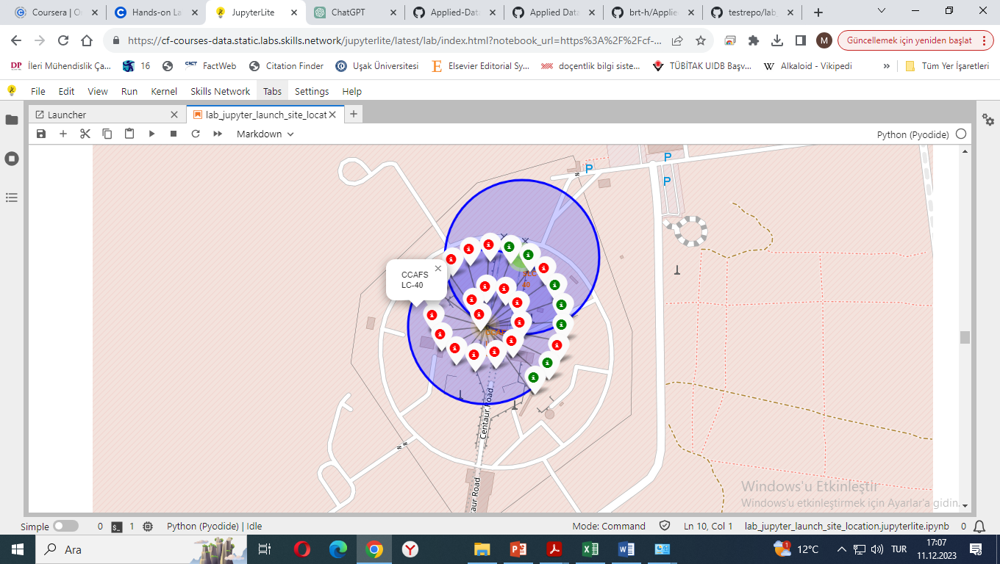 Coursera | O
Hands-on La
JupyterLite
ChatGPT
Applied-Dat
Applied Data
brt-h/Applie
testrepo/lab_
https://cf-courses-data.static.labs.skills.network/jupyterlite/latest/lab/index.html?notebook_url=https%3A%2F%2Fcf-...
M
Güncellemek için yeniden başlat
DP İleri Mühendislik Ça...
16
FactWeb
Citation Finder
Uşak Üniversitesi
E Elsevier Editorial Sy...
doçentlik bilgi siste...
TÜBİTAK UIDB Başv...
W Alkaloid - Vikipedi
»
Tüm Yer İşaretleri
File Edit View Run Kernel Skills Network Tabs Settings Help
Launcher
lab_jupyter_launch_site_locat
Markdown
Python (Pyodide)
P
P
P
CCAFS
LC-40
40
Centaur Road
aur Road
Windows'u Etkinleştir
Windows'u etkinleştirmek için Ayarlar'a gidin.
Simple 0 1 Python (Pyodide) | Idle
Mode: Command Ln 10, Col 1 lab_jupyter_launch_site_location.jupyterlite.ipynb 0
Ara
1
12°C
TUR
17:07
11.12.2023